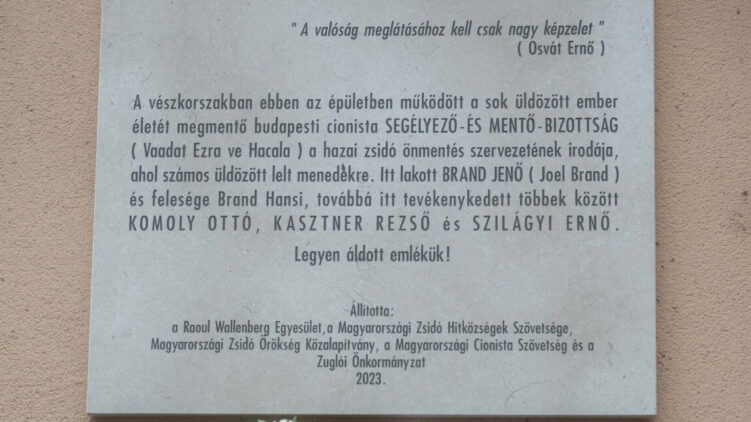 " A valóság meglátásához kell csak nagy képzelet "
( Osvát Ernő )
A vészkorszakban ebben az épületben működött a sok üldözött ember
életét megmentő budapesti cionista SEGÉLYEZŐ-ÉS MENTŐ-BIZOTTSÁG
( Vaadat Ezra ve Hacala ) a hazai zsidó önmentés szervezetének irodája,
ahol számos üldözött lelt menedékre. Itt lakott BRAND JENŐ ( Joel Brand )
és felesége Brand Hansi, továbbá itt tevékenykedett többek között
KOMOLY OTTÓ, KASZTNER REZSŐ és SZILÁGYI ERNŐ.
Legyen áldott emlékük!
Állította:
a Raoul Wallenberg Egyesület,a Magyarországi Zsidó Hitközségek Szövetsége,
Magyarországi Zsidó Örökség Közalapítvány, a Magyarországi Cionista Szövetség és a
Zuglói Önkormányzat
2023.